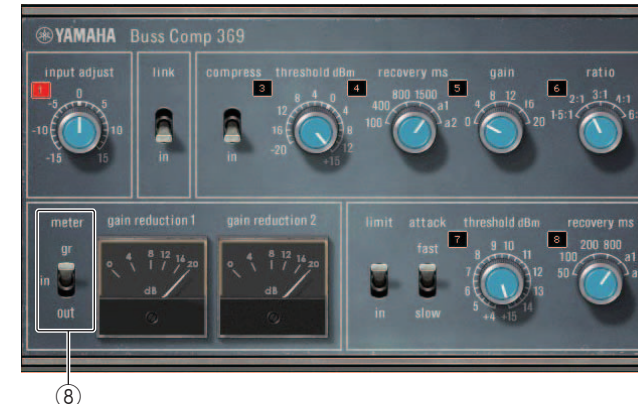 YAMAHA Buss Comp 369
input adjust
1
-15 -10 -5 0 5 10 15
link
in
compress
in
3
threshold dBm
4
-20 16 12 8 4 0 4 8 12 +15
recovery ms
5
100 400 800 1500 a1 a2
gain
0 4 8 12 16 20
6
ratio
1·5:1 2:1 3:1 4:1 6:
meter
gr
in
out
gain reduction 1
0 4 8 12 16 20
dB
gain reduction 2
0 4 8 12 16 20
dB
limit
in
attack
fast
slow
threshold dBm
7
+4 5 6 7 8 9 10 11 12 13 14 +15
recovery ms
8
50 100 200 800 a1
8